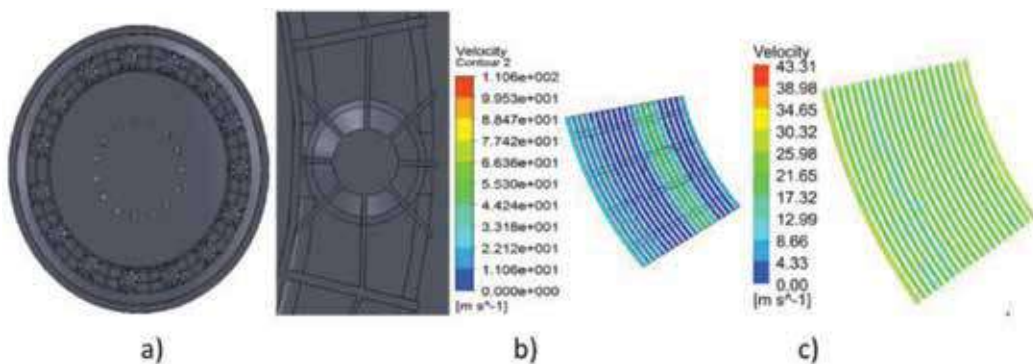 Velocity
Contour 2
1.106e+002
9.953e+001
8.847e+001
7.742e+001
6.636e+001
5.530e+001
4.424e+001
3.318e+001
2.212e+001
1.106e+001
0.000e+000
[m s^-1]
Velocity
43.31
38.98
34.65
30.32
25.98
21.65
17.32
12.99
8.66
4.33
0.00
[m s^-1]
a)
b)
c)